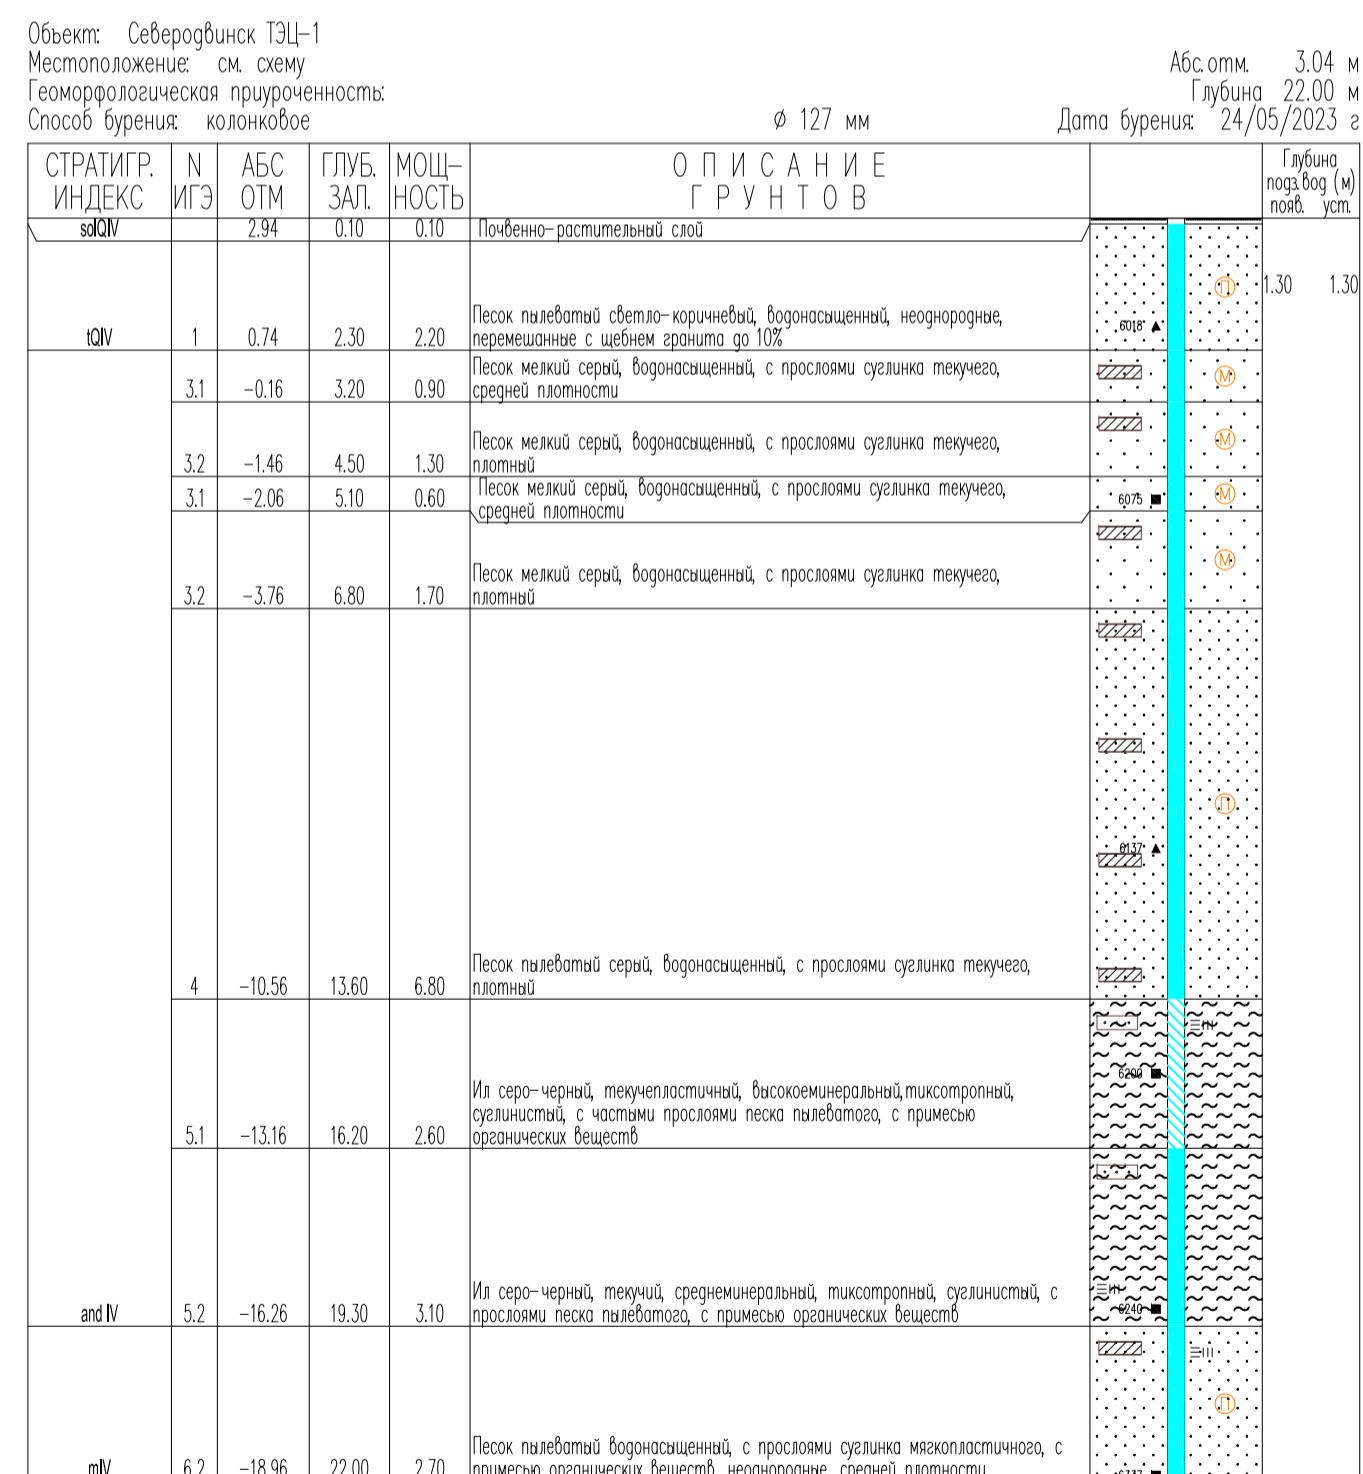 Объект: Северодвинск ТЭЦ-1
Местоположение: см. схему
Абс.отм. 3.04 м
Геоморфологическая приуроченность:
Глубина 22.00 м
Способ бурения: колонковое
Ø 127 мм
Дата бурения: 24/05/2023 г
СТРАТИГР. ИНДЕКС
N ИГЭ
АБС ОТМ
ГЛУБ. ЗАЛ.
МОЩ-НОСТЬ
ОПИСАНИЕ
ГРУНТОВ
Глубина
подз.вод (м)
появ. уст.
solQIV 2.94 0.10 0.10 Почвенно-растительный слой
П
1.30 1.30
Песок пылеватый светло-коричневый, водонасыщенный, неоднородные,
6018
tQIV 1 0.74 2.30 2.20 перемешанные с щебнем гранита до 10%
Песок мелкий серый, водонасыщенный, с прослоями суглинка текучего,
М
3.1 -0.16 3.20 0.90 средней плотности
Песок мелкий серый, водонасыщенный, с прослоями суглинка текучего,
М
3.2 -1.46 4.50 1.30 плотный
Песок мелкий серый, водонасыщенный, с прослоями суглинка текучего,
3.1 -2.06 5.10 0.60
6075
М
средней плотности
М
Песок мелкий серый, водонасыщенный, с прослоями суглинка текучего,
3.2 -3.76 6.80 1.70 плотный
П
6137
Песок пылеватый серый, водонасыщенный, с прослоями суглинка текучего,
4 -10.56 13.60 6.80 плотный
6200
Ил серо-черный, текучепластичный, высокоеминеральный,тиксотропный,
суглинистый, с частыми прослоями песка пылеватого, с примесью
5.1 -13.16 16.20 2.60 органических веществ
Ил серо-черный, текучий, среднеминеральный, тиксотропный, суглинистый, с
6240
and IV 5.2 -16.26 19.30 3.10 прослоями песка пылеватого, с примесью органических веществ
П
Песок пылеватый водонасыщенный, с прослоями суглинка мягкопластичного, с
mIV 6.2 -18.96 22.00 2.70 примесью органических веществ, неоднородные, средней плотности